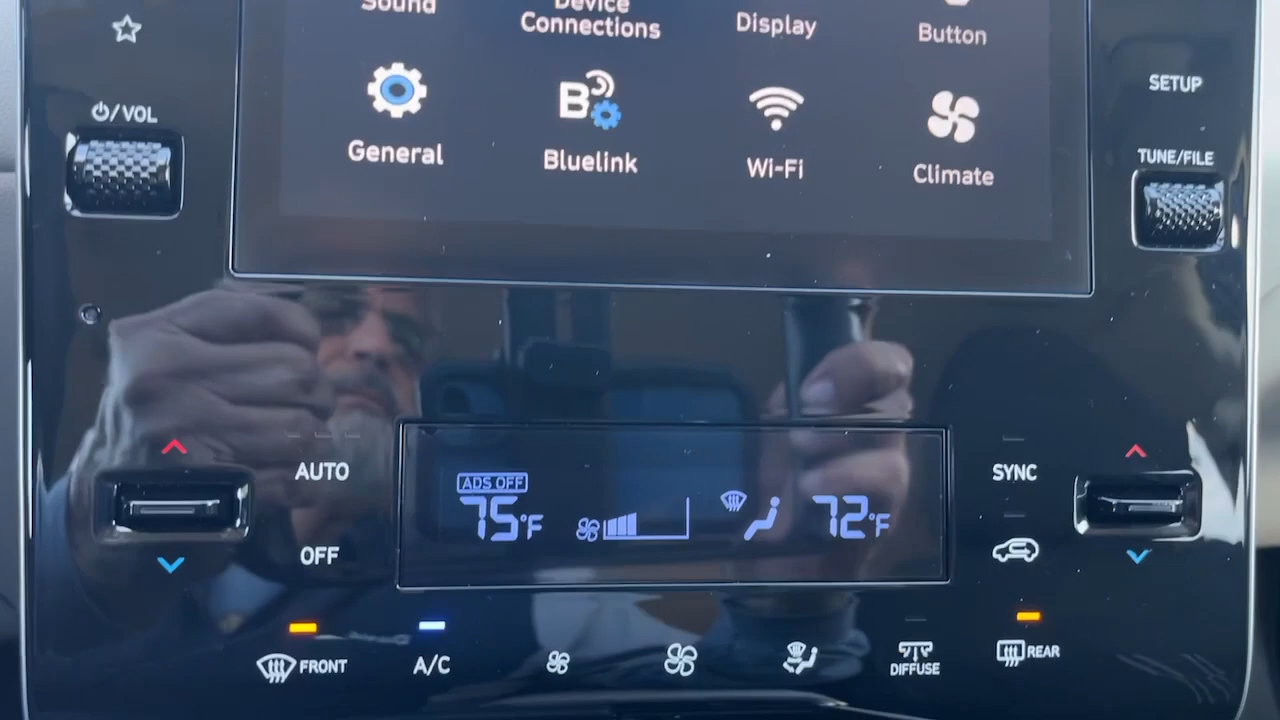 Sound
Device
Connections
Display
Button
SETUP
/VOL
TUNE/FILE
General
Bluelink
Wi-Fi
Climate
AUTO
SYNC
ADS OFF
75°F
72°F
OFF
FRONT
A/C
DIFFUSE
REAR